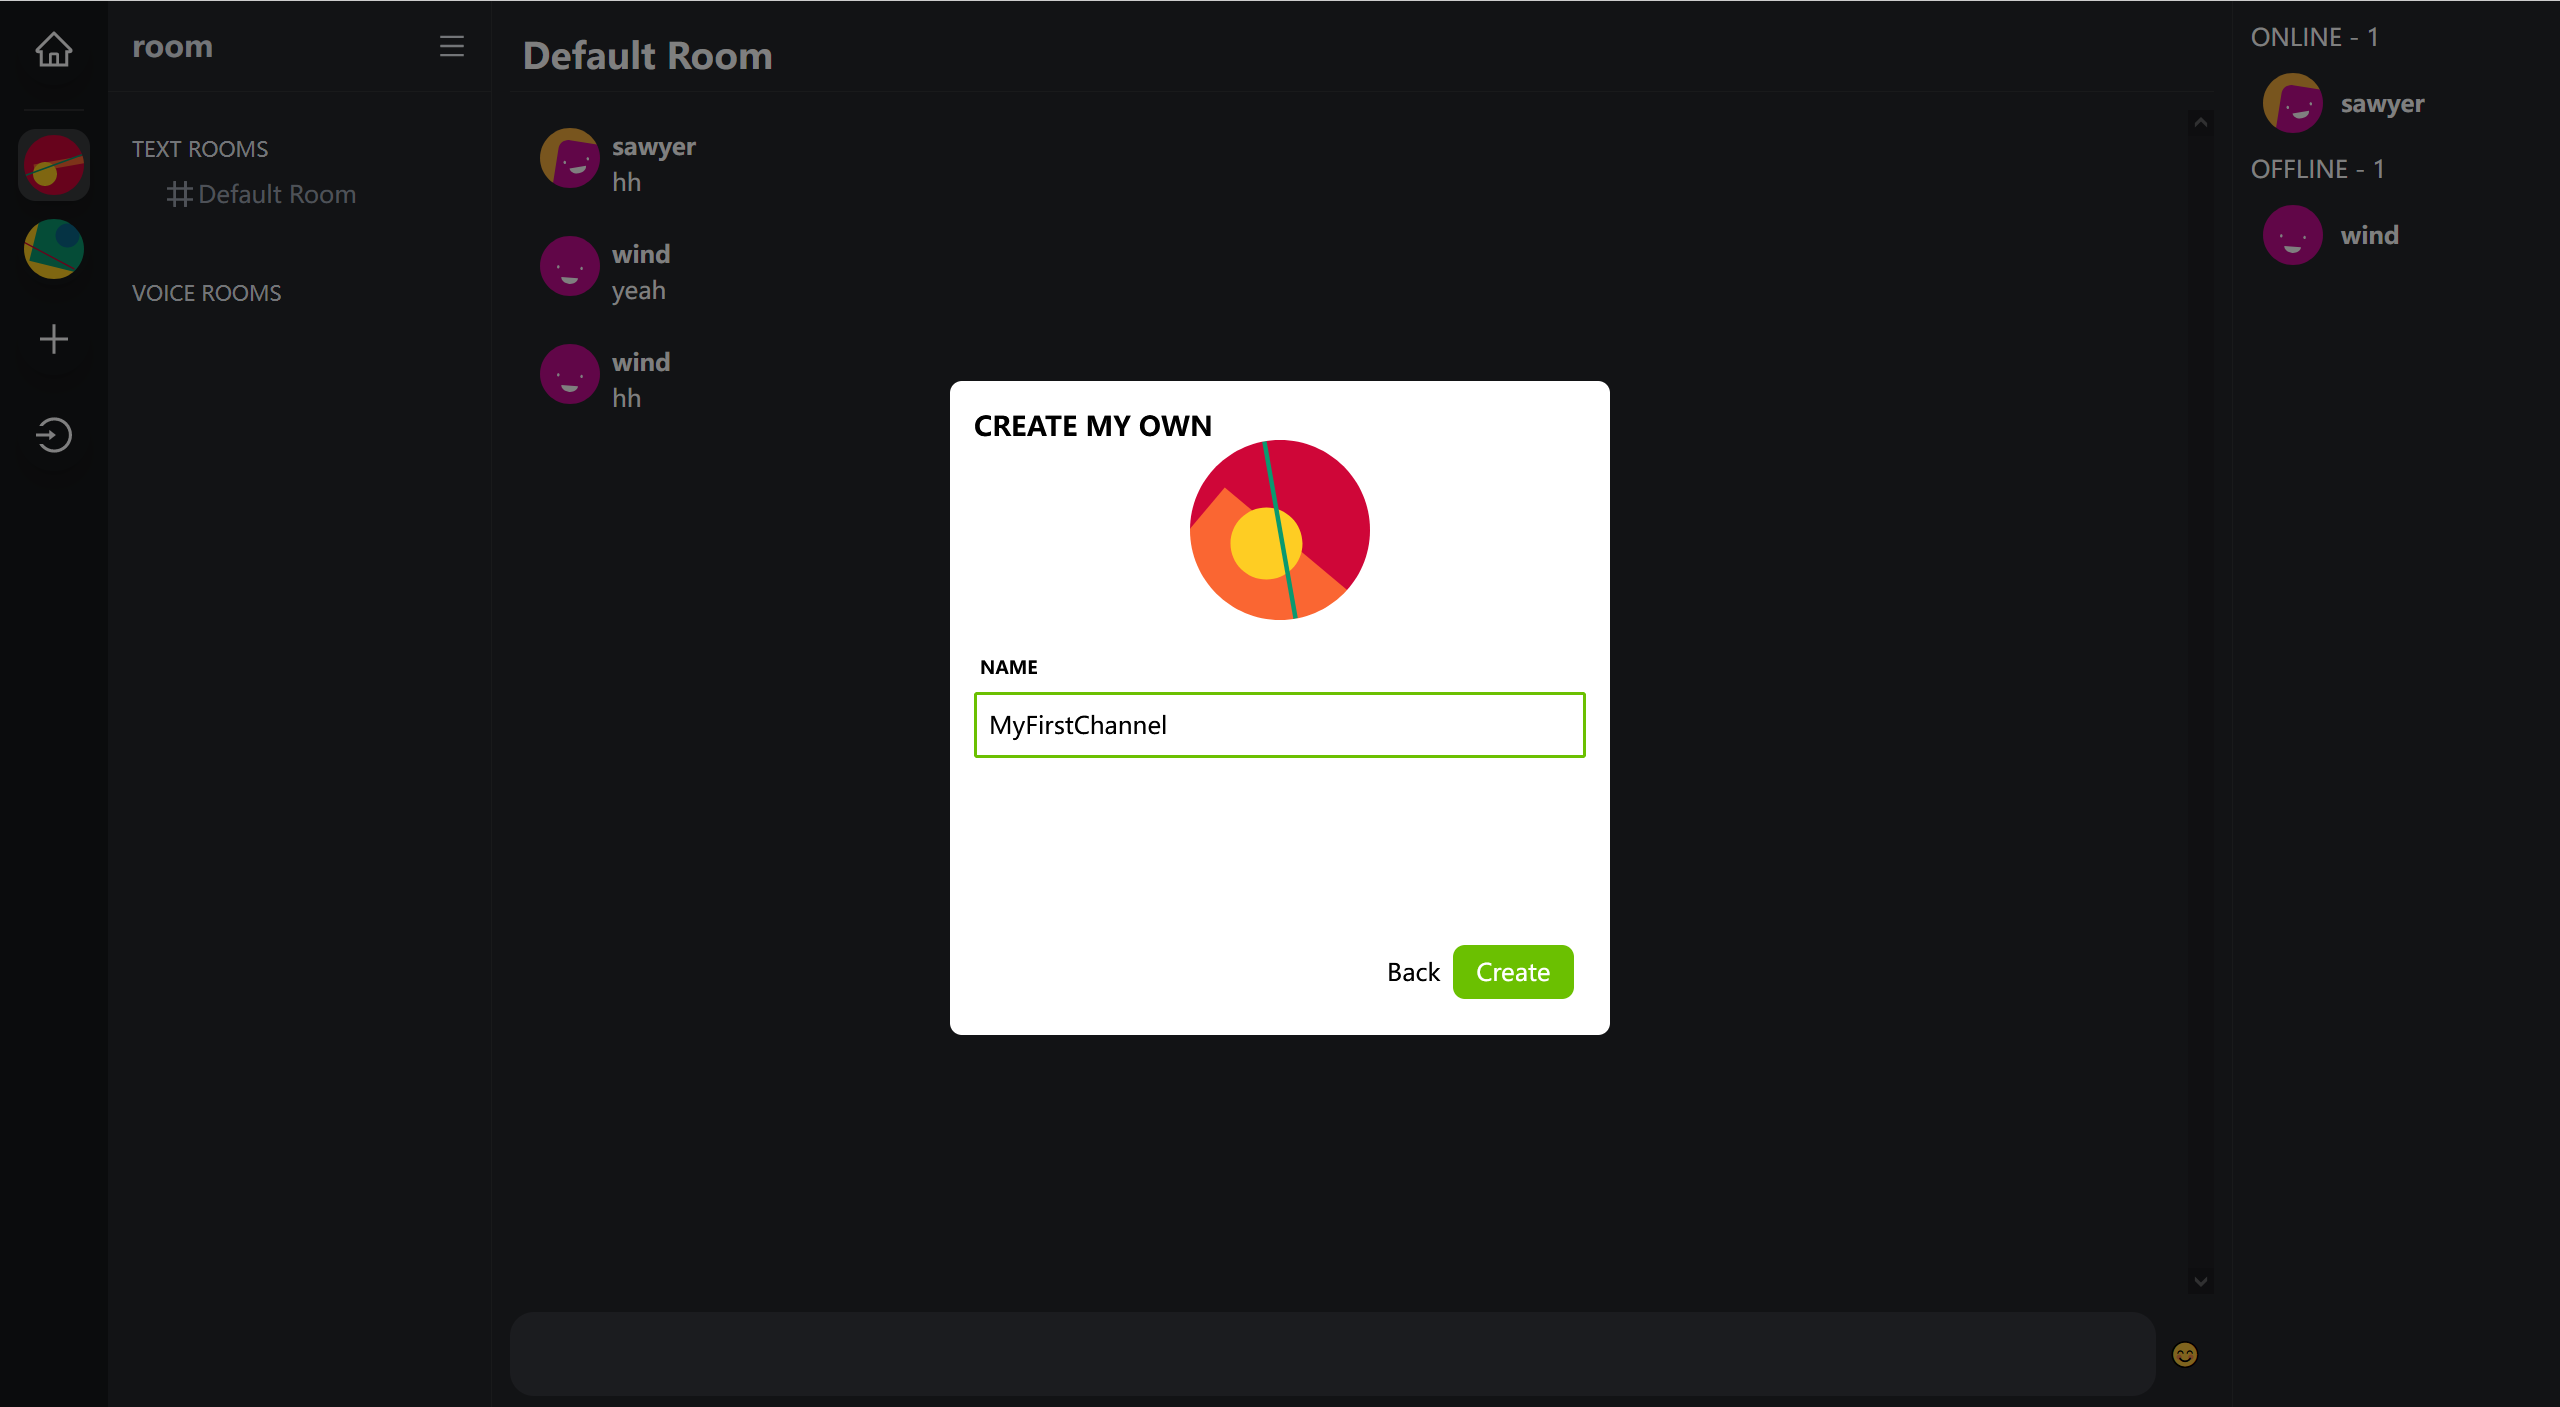 room
TEXT ROOMS
Default Room
VOICE ROOMS
Default Room
sawyer
hh
wind
yeah
wind
hh
CREATE MY OWN
NAME
MyFirstChannel
Back
Create
ONLINE - 1
sawyer
OFFLINE - 1
wind